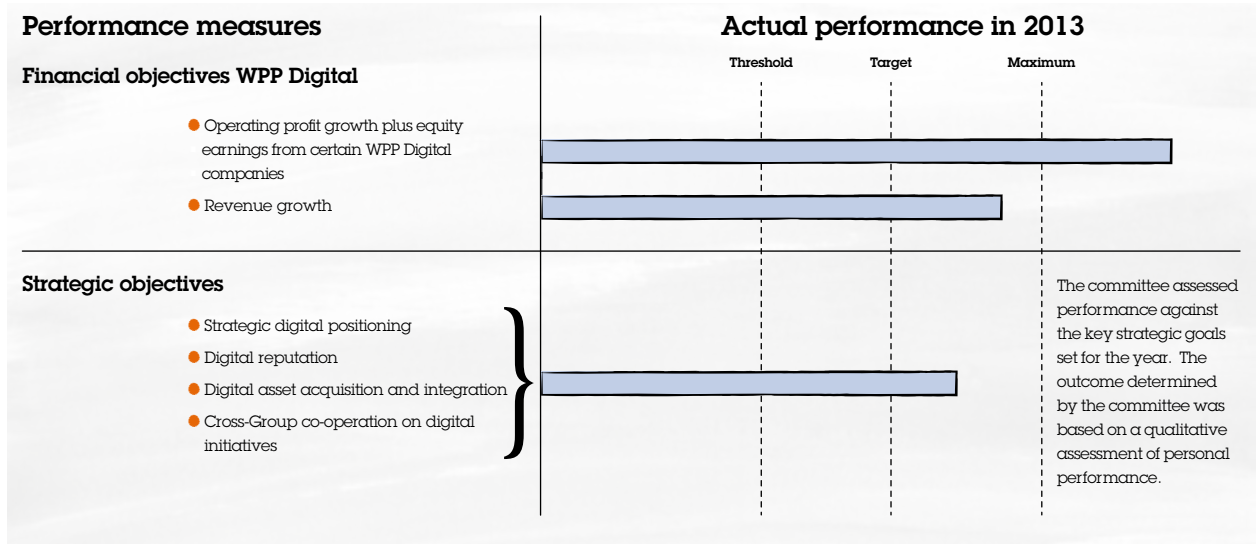 Performance measures
Actual performance in 2013
Threshold
Target
Maximum
Financial objectives WPP Digital
Operating profit growth plus equity
earnings from certain WPP Digital
companies
Revenue growth
Strategic objectives
Strategic digital positioning
Digital reputation
Digital asset acquisition and integration
Cross-Group co-operation on digital
initiatives
The committee assessed
performance against
the key strategic goals
set for the year. The
outcome determined
by the committee was
based on a qualitative
assessment of personal
performance.